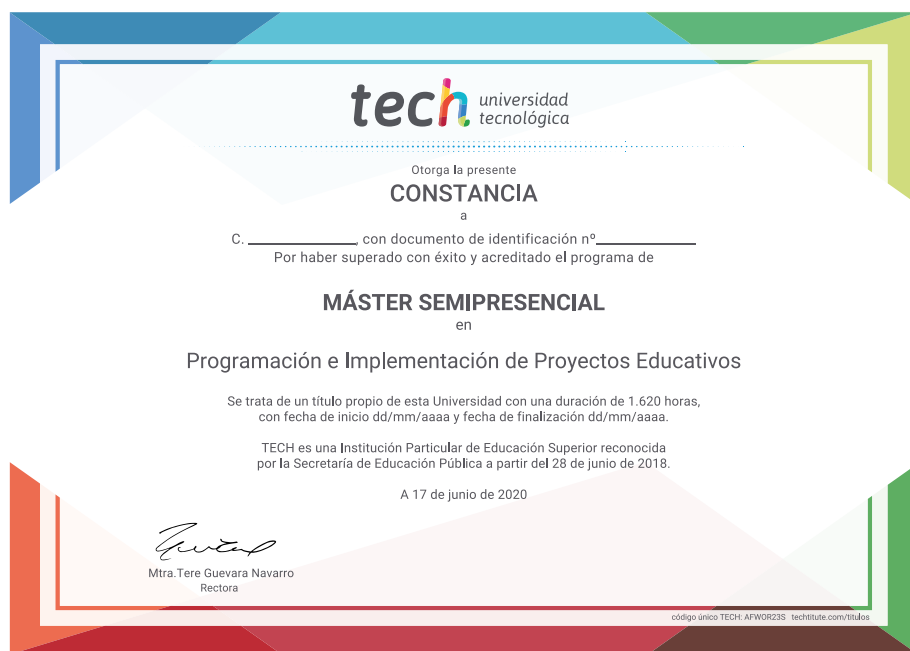 tech universidad
tecnológica
Otorga la presente
CONSTANCIA
a
C. ____________, con documento de identificación nº____________
Por haber superado con éxito y acreditado el programa de
MÁSTER SEMIPRESENCIAL
en
Programación e Implementación de Proyectos Educativos
Se trata de un título propio de esta Universidad con una duración de 1.620 horas,
con fecha de inicio dd/mm/aaaa y fecha de finalización dd/mm/aaaa.
TECH es una Institución Particular de Educación Superior reconocida
por la Secretaría de Educación Pública a partir del 28 de junio de 2018.
A 17 de junio de 2020
Mtra.Tere Guevara Navarro
Rectora
código único TECH: AFWOR23S techtitute.com/titulos